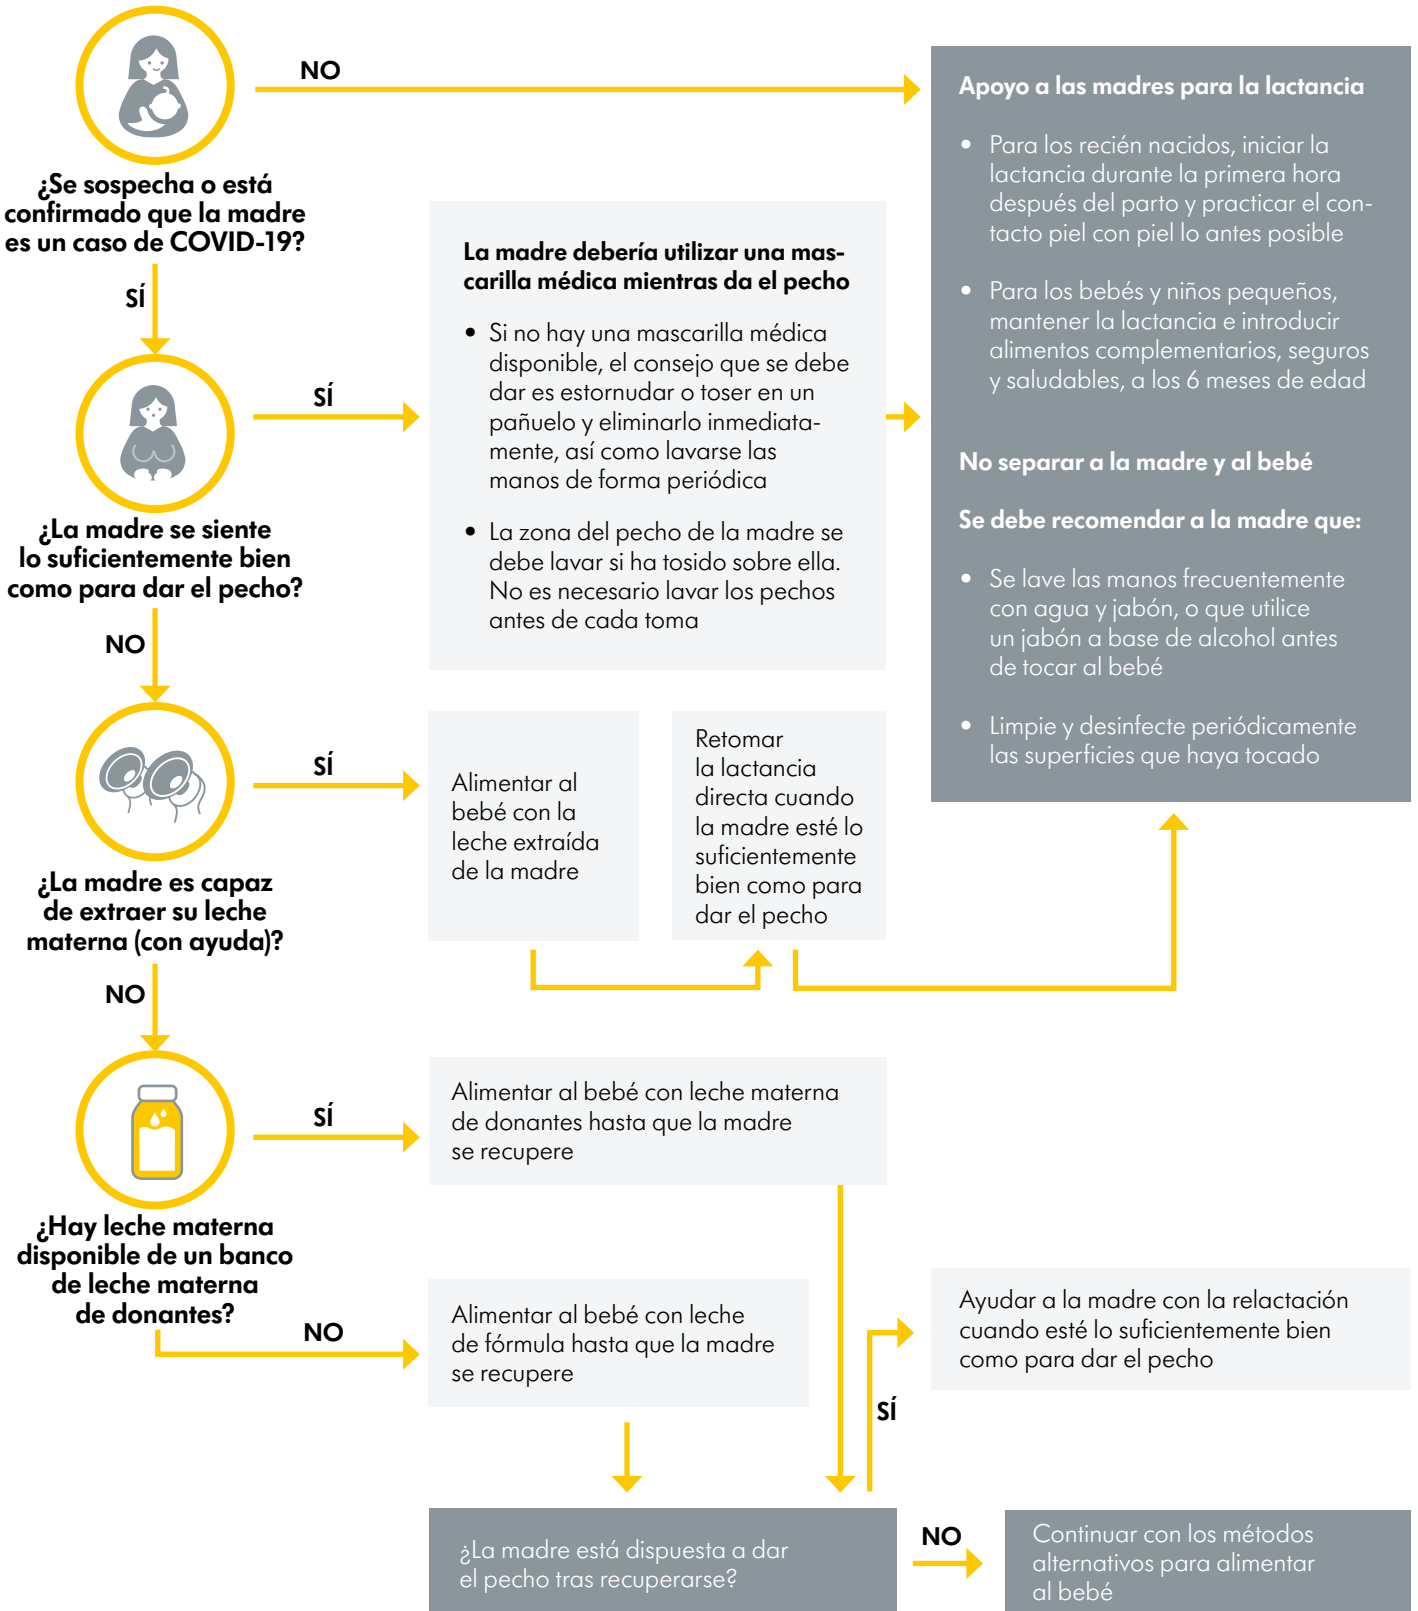 NO
¿Se sospecha o está
confirmado que la madre
es un caso de COVID-19?
SÍ
Apoyo a las madres para la lactancia
• Para los recién nacidos, iniciar la
lactancia durante la primera hora
después del parto y practicar el con-
tacto piel con piel lo antes posible
• Para los bebés y niños pequeños,
mantener la lactancia e introducir
alimentos complementarios, seguros
y saludables, a los 6 meses de edad
No separar a la madre y al bebé
Se debe recomendar a la madre que:
• Se lave las manos frecuentemente
con agua y jabón, o que utilice
un jabón a base de alcohol antes
de tocar al bebé
• Limpie y desinfecte periódicamente
las superficies que haya tocado
¿La madre se siente
lo suficientemente bien
como para dar el pecho?
SÍ
La madre debería utilizar una mas-
carilla médica mientras da el pecho
• Si no hay una mascarilla médica
disponible, el consejo que se debe
dar es estornudar o toser en un
pañuelo y eliminarlo inmediata-
mente, así como lavarse las
manos de forma periódica
• La zona del pecho de la madre se
debe lavar si ha tosido sobre ella.
No es necesario lavar los pechos
antes de cada toma
NO
¿La madre es capaz
de extraer su leche
materna (con ayuda)?
SÍ
Alimentar al
bebé con la
leche extraída
de la madre
Retomar
la lactancia
directa cuando
la madre esté lo
suficientemente
bien como para
dar el pecho
NO
¿Hay leche materna
disponible de un banco
de leche materna
de donantes?
SÍ
Alimentar al bebé con leche materna
de donantes hasta que la madre
se recupere
NO
Alimentar al bebé con leche
de fórmula hasta que la madre
se recupere
¿La madre está dispuesta a dar
el pecho tras recuperarse?
SÍ
Ayudar a la madre con la relactación
cuando esté lo suficientemente bien
como para dar el pecho
NO
Continuar con los métodos
alternativos para alimentar
al bebé